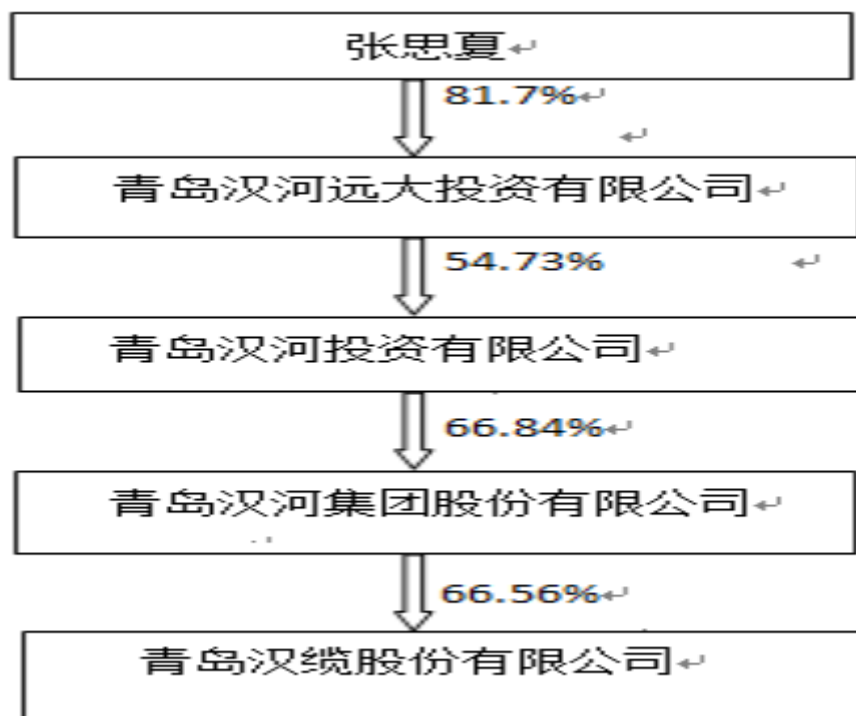 张思夏
81.7%
青岛汉河远大投资有限公司
54.73%
青岛汉河投资有限公司
66.84%
青岛汉河集团股份有限公司
66.56%
青岛汉缆股份有限公司